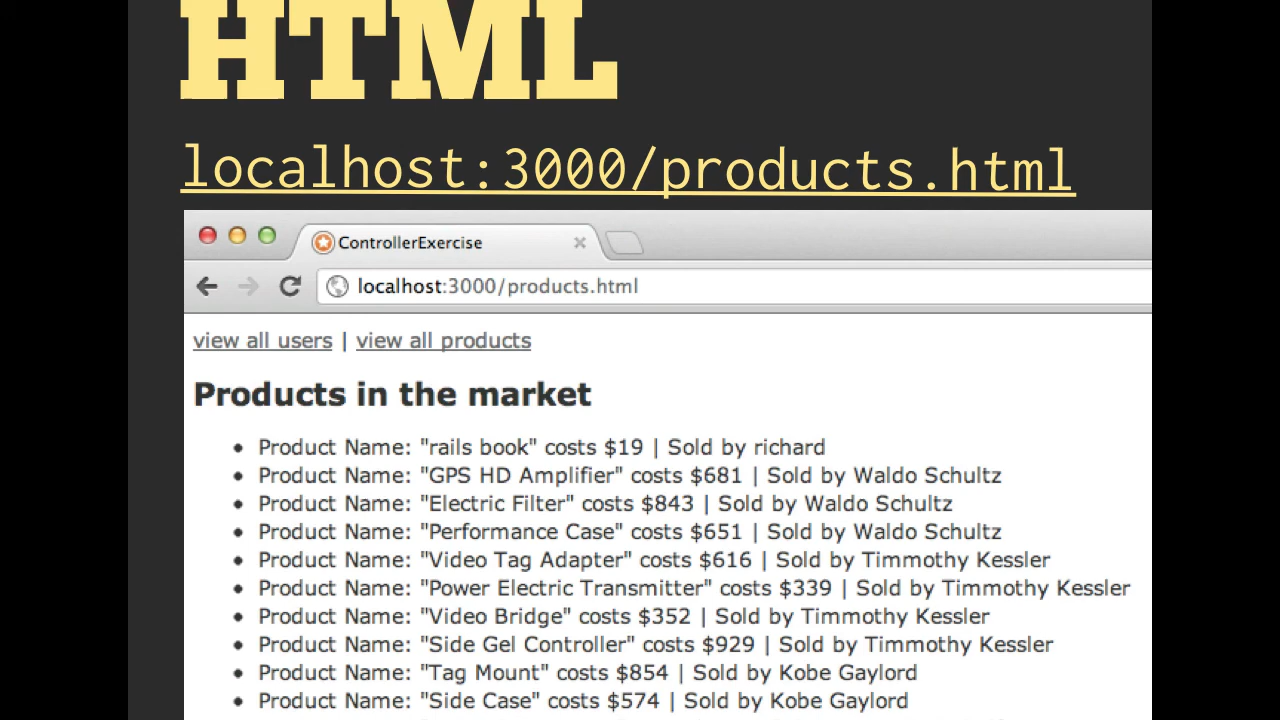 HTML
localhost:3000/products.html
ControllerExercise
localhost:3000/products.html
view all users | view all products
Products in the market
Product Name: "rails book" costs $19 | Sold by richard
Product Name: "GPS HD Amplifier" costs $681 | Sold by Waldo Schultz
Product Name: "Electric Filter" costs $843 | Sold by Waldo Schultz
Product Name: "Performance Case" costs $651 | Sold by Waldo Schultz
Product Name: "Video Tag Adapter" costs $616 | Sold by Timmothy Kessler
Product Name: "Power Electric Transmitter" costs $339 | Sold by Timmothy Kessler
Product Name: "Video Bridge" costs $352 | Sold by Timmothy Kessler
Product Name: "Side Gel Controller" costs $929 | Sold by Timmothy Kessler
Product Name: "Tag Mount" costs $854 | Sold by Kobe Gaylord
Product Name: "Side Case" costs $574 | Sold by Kobe Gaylord